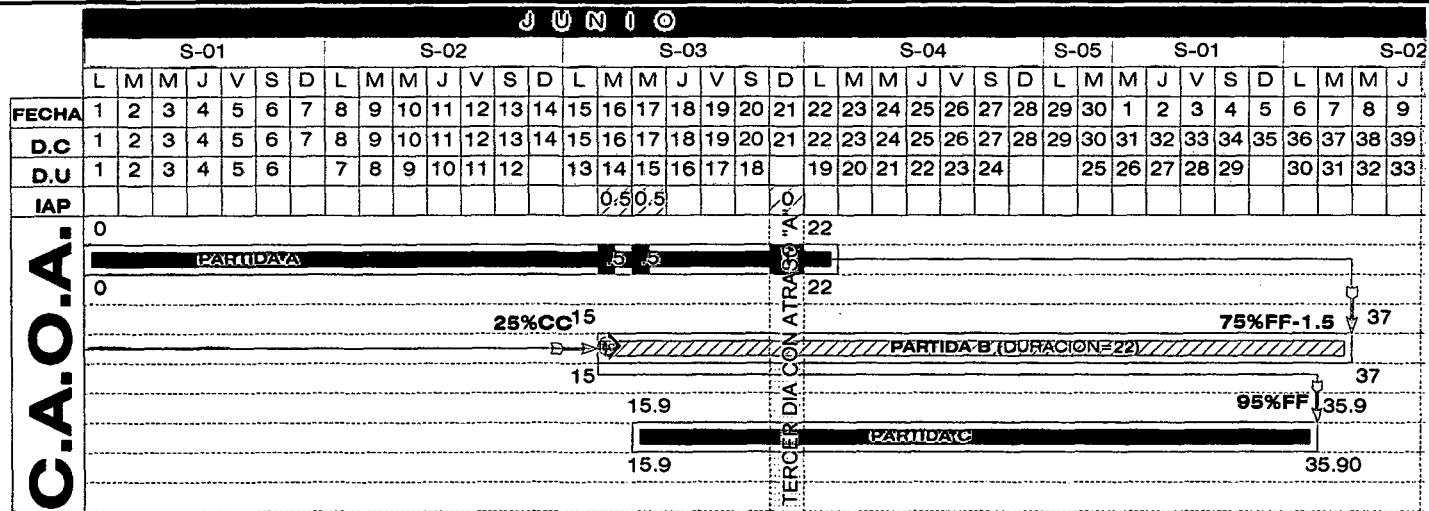 JUNIO
S-01 S-02 S-03 S-04 S-05 S-01 S-02
L M M J V S D L M M J V S D L M M J V S D L M M J V S D L M M J V S D L M M J
FECHA 1 2 3 4 5 6 7 8 9 10 11 12 13 14 15 16 17 18 19 20 21 22 23 24 25 26 27 28 29 30 1 2 3 4 5 6 7 8 9
D.C 1 2 3 4 5 6 7 8 9 10 11 12 13 14 15 16 17 18 19 20 21 22 23 24 25 26 27 28 29 30 31 32 33 34 35 36 37 38 39
D.U 1 2 3 4 5 6 7 8 9 10 11 12 13 14 15 16 17 18 19 20 21 22 23 24 25 26 27 28 29 30 31 32 33
IAP 0.5 0.5 0
C.A.O.A.
0 22
PARTIDA A .5 .5
0 22
TERCER DIA CON ATRASO "A"
25%CC 15 75%FF-1.5 37
PARTIDA B (DURACION=22)
15 37
15.9 95%FF 35.9
PARTIDA C
15.9 35.90